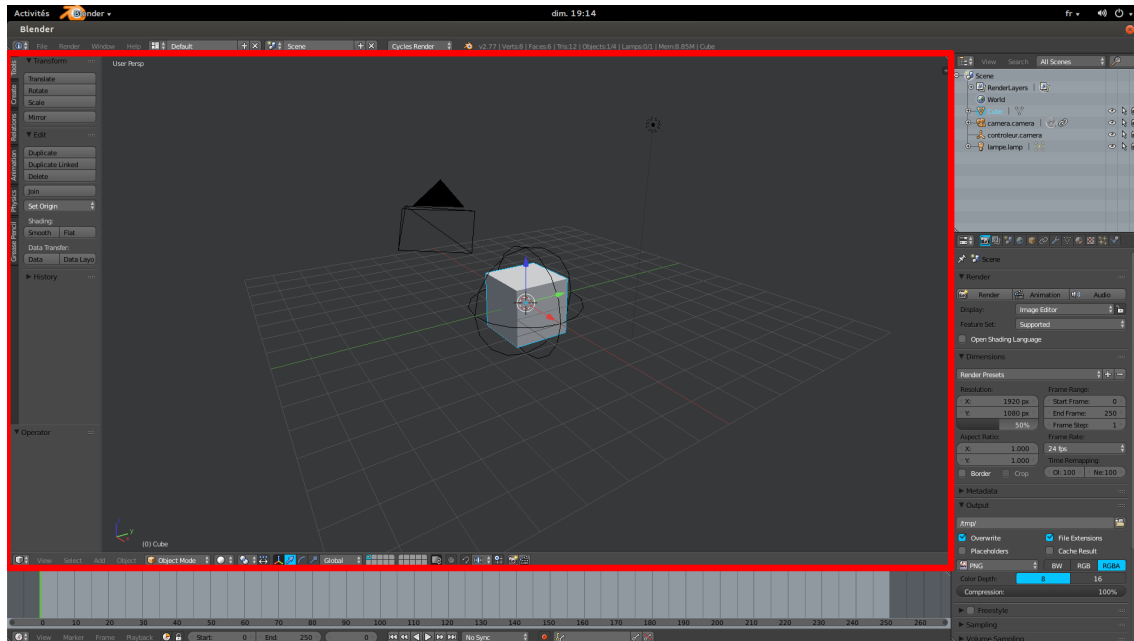 Activités Blender ▾ dim. 19:14 fr ▾
Blender
File Render Window Help Default Scene Cycles Render v2.77 | Verts:8 | Faces:6 | Tris:12 | Objects:1/4 | Lamps:0/1 | Mem:8.85M | Cube
Tools
Create
Relations
Animation
Physics
Grease Pencil
Transform
Translate
Rotate
Scale
Mirror
Edit
Duplicate
Duplicate Linked
Delete
Join
Set Origin
Shading:
Smooth Flat
Data Transfer:
Data Data Layo
History
Operator
User Persp
(0) Cube
View Select Add Object Object Mode Global
View Search All Scenes
Scene
RenderLayers
World
Cube
camera.camera
controleur.camera
lampe.lamp
Scene
Render
Render Animation Audio
Display: Image Editor
Feature Set: Supported
Open Shading Language
Dimensions
Render Presets
Resolution: Frame Range:
X: 1920 px Start Frame: 0
Y: 1080 px End Frame: 250
50% Frame Step: 1
Aspect Ratio: Frame Rate:
X: 1.000 24 fps
Y: 1.000 Time Remapping:
Border Crop Ol: 100 Ne:100
Metadata
Output
/tmp/
Overwrite File Extensions
Placeholders Cache Result
PNG BW RGB RGBA
Color Depth: 8 16
Compression: 100%
Freestyle
Sampling
Volume Sampling
0 10 20 30 40 50 60 70 80 90 100 110 120 130 140 150 160 170 180 190 200 210 220 230 240 250 260
View Marker Frame Playback Start: 0 End: 250 0 No Sync